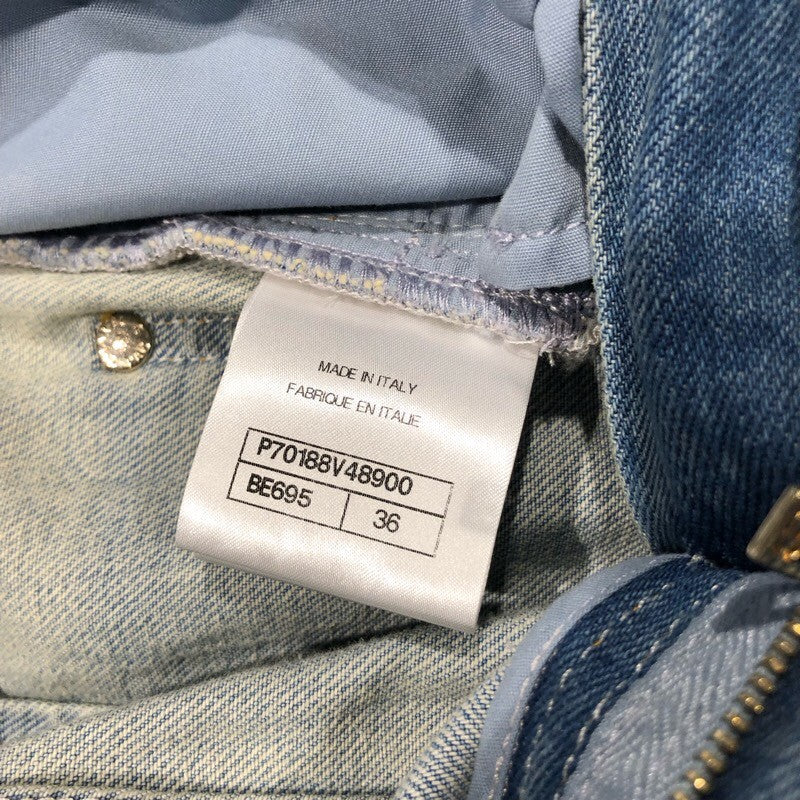 MADE IN ITALY
FABRIQUE EN ITALIE
P70188V48900
BE695 36